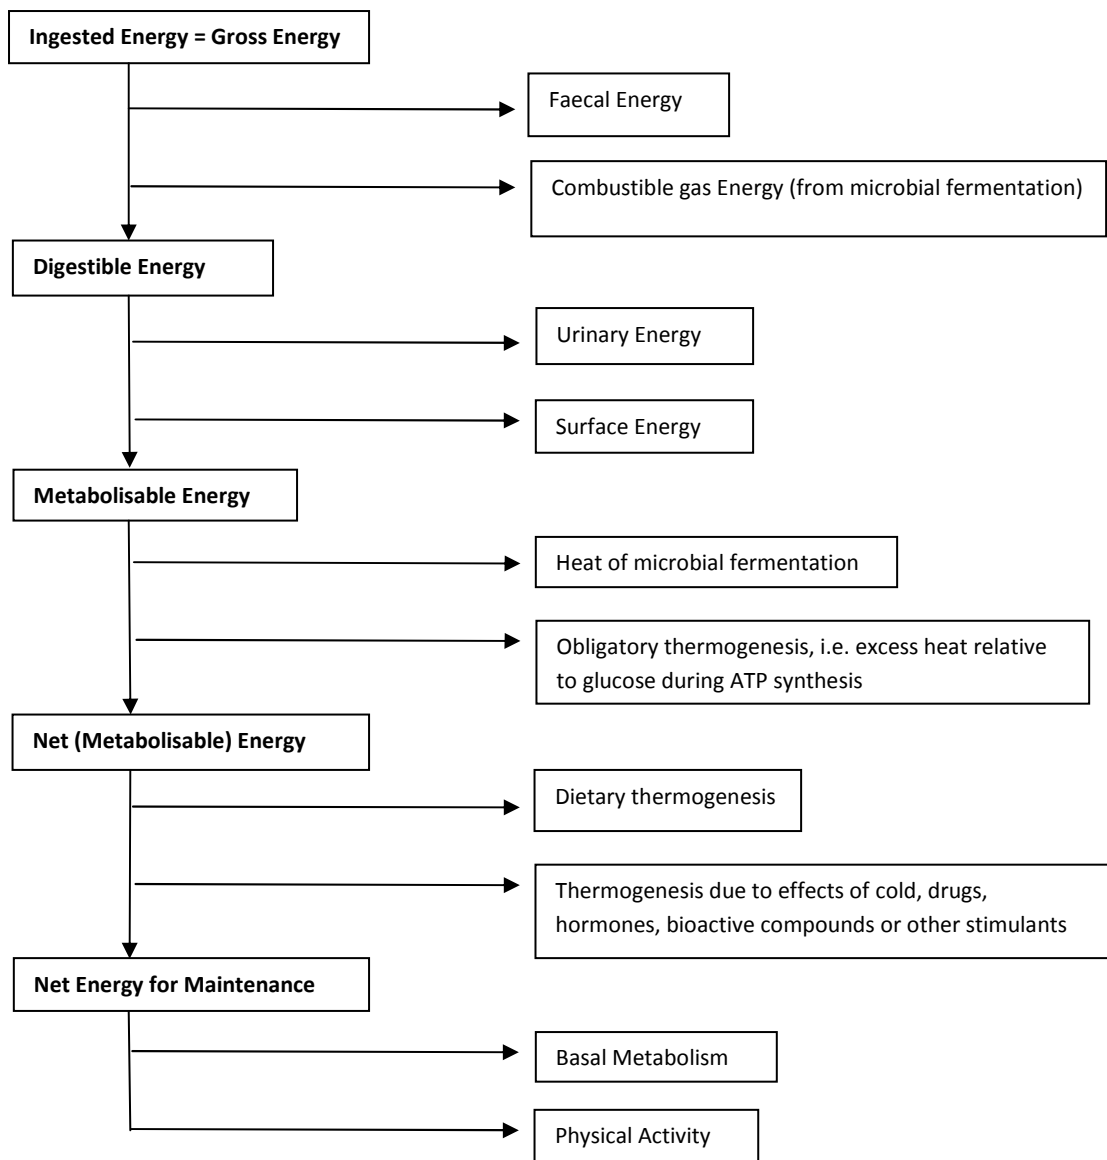 Ingested Energy = Gross Energy
Faecal Energy
Combustible gas Energy (from microbial fermentation)
Digestible Energy
Urinary Energy
Surface Energy
Metabolisable Energy
Heat of microbial fermentation
Obligatory thermogenesis, i.e. excess heat relative
to glucose during ATP synthesis
Net (Metabolisable) Energy
Dietary thermogenesis
Thermogenesis due to effects of cold, drugs,
hormones, bioactive compounds or other stimulants
Net Energy for Maintenance
Basal Metabolism
Physical Activity